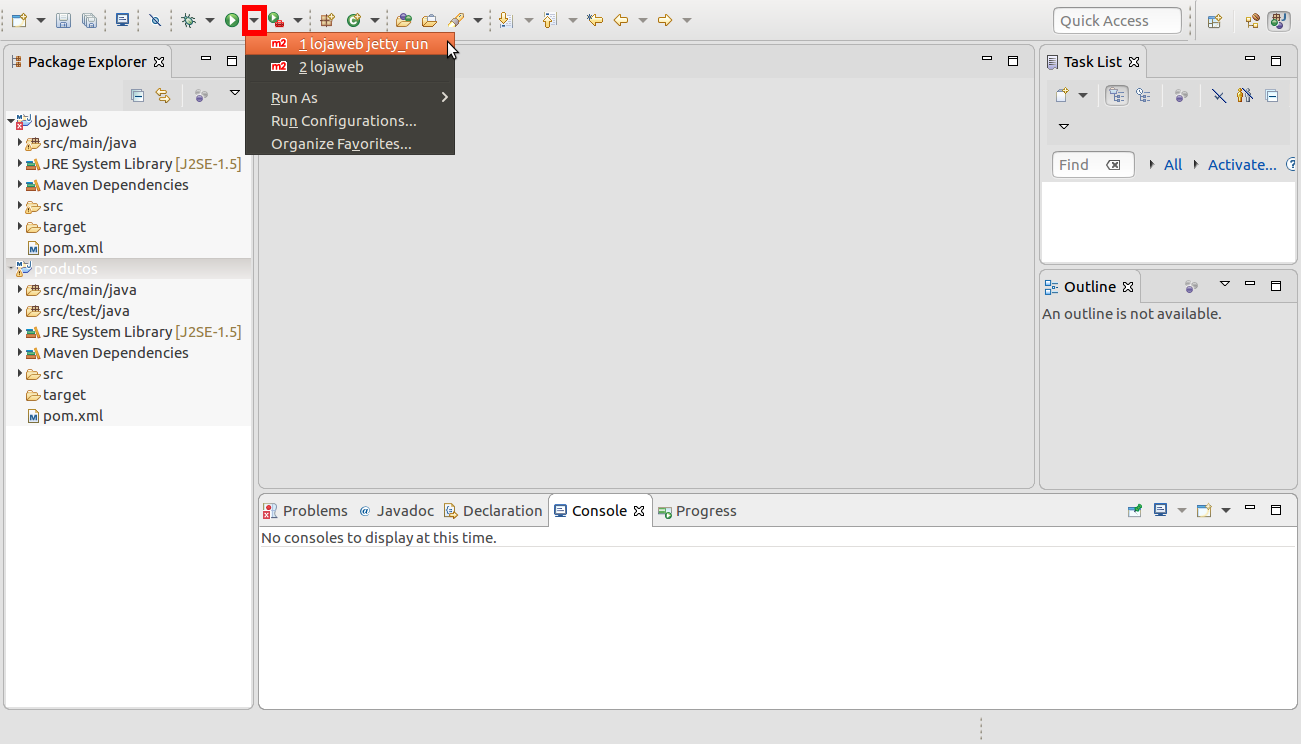 Quick Access
m2 1 lojaweb jetty_run
m2 2 lojaweb
Run As
Run Configurations...
Organize Favorites...
Package Explorer
lojaweb
src/main/java
JRE System Library [J2SE-1.5]
Maven Dependencies
src
target
pom.xml
produtos
src/main/java
src/test/java
JRE System Library [J2SE-1.5]
Maven Dependencies
src
target
pom.xml
Task List
Find
All
Activate...
Outline
An outline is not available.
Problems
@ Javadoc
Declaration
Console
Progress
No consoles to display at this time.